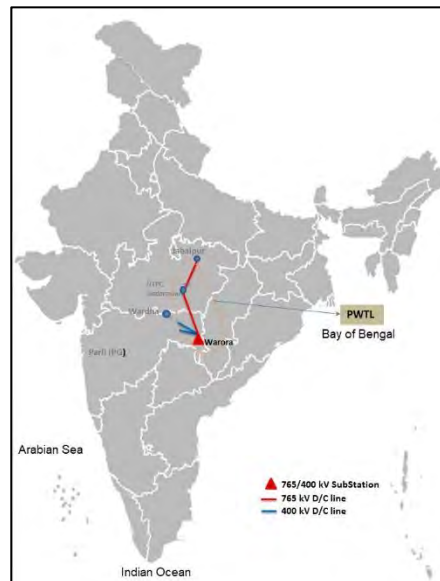 Wardha
Warora
Parli (PG)
PWTL
Bay of Bengal
Arabian Sea
765/400 kV SubStation
765 kV D/C line
400 kV D/C line
Indian Ocean